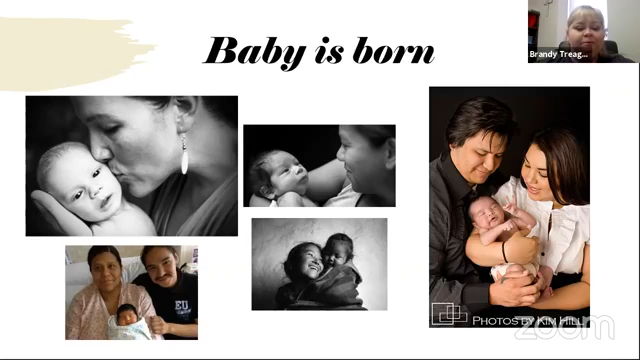 Baby is born
Brandy Treag...
EU
PHOTOS BY KIM HILL
zoom